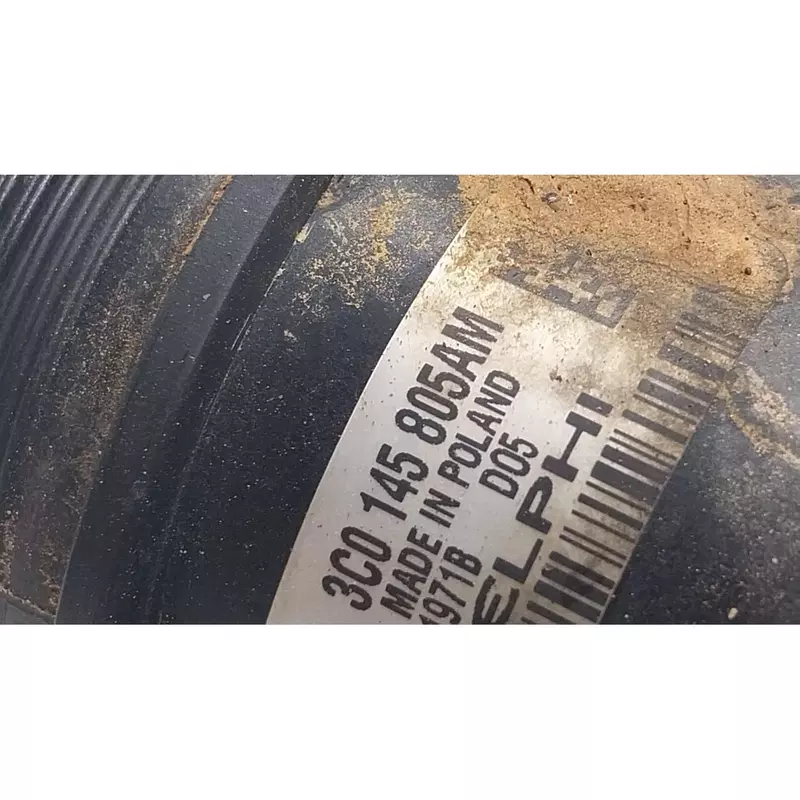 3C0 145 805AM
MADE IN POLAND
1971B D05
ELPHI